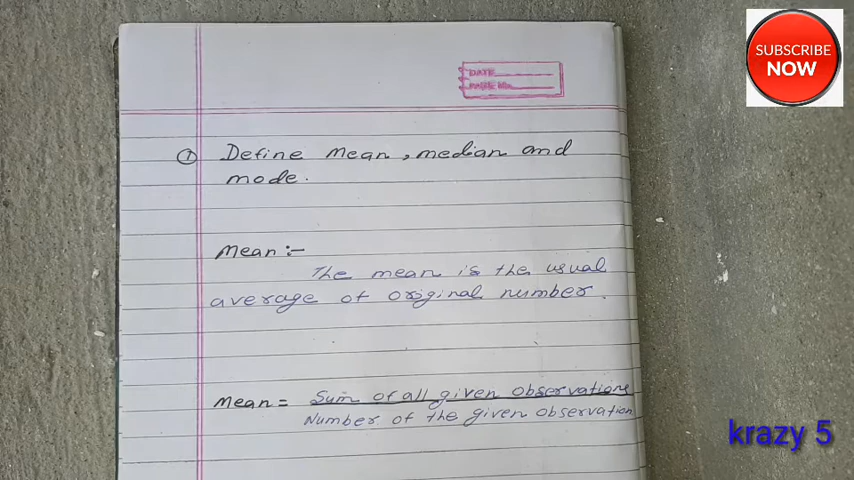 SUBSCRIBE
NOW
DATE
PAGE No.
① Define Mean, median and
mode.
Mean :-
The mean is the usual
average of original number.
Mean = Sum of all given observations
Number of the given observation
krazy 5